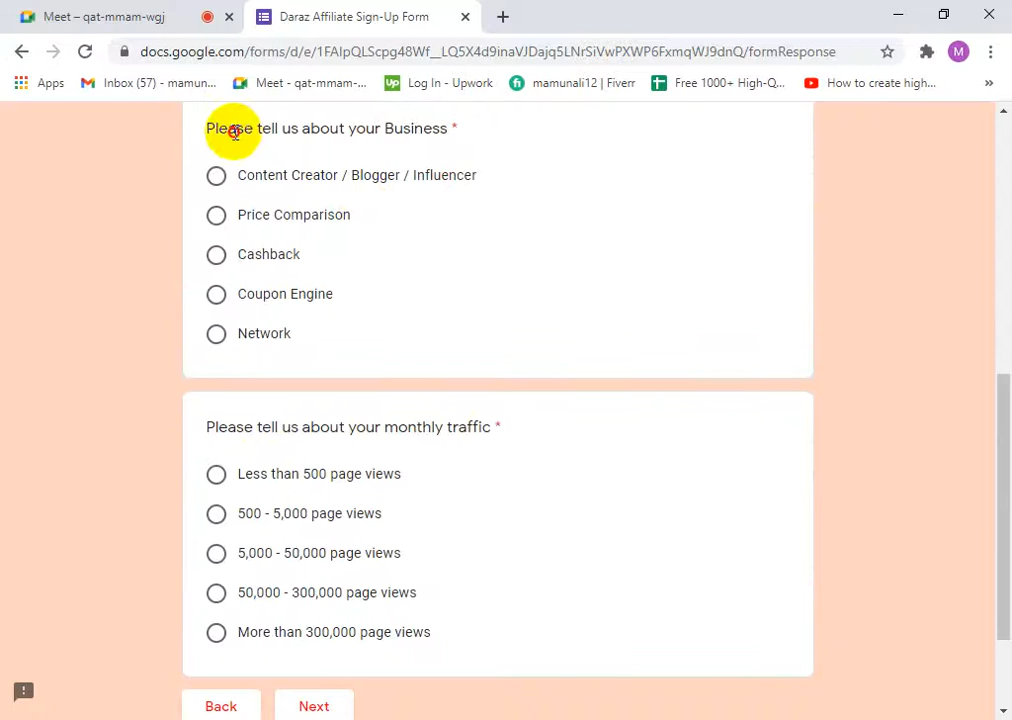 Meet – qat-mmam-wgj
Daraz Affiliate Sign-Up Form
docs.google.com/forms/d/e/1FAIpQLScpg48Wf__LQ5X4d9inaVJDajq5LNrSiVwPXWP6FxmqWJ9dnQ/formResponse
M
Apps
Inbox (57) - mamun...
Meet - qat-mmam-...
up Log In - Upwork
mamunali12 | Fiverr
Free 1000+ High-Q...
How to create high...
»
Please tell us about your Business *
Content Creator / Blogger / Influencer
Price Comparison
Cashback
Coupon Engine
Network
Please tell us about your monthly traffic *
Less than 500 page views
500 - 5,000 page views
5,000 - 50,000 page views
50,000 - 300,000 page views
More than 300,000 page views
Back
Next